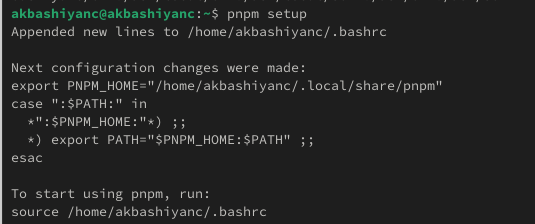 akbashiyanc@akbashiyanc:~$ pnpm setup
Appended new lines to /home/akbashiyanc/.bashrc

Next configuration changes were made:
export PNPM_HOME="/home/akbashiyanc/.local/share/pnpm"
case ":$PATH:" in
  *":$PNPM_HOME:"*) ;;
  *) export PATH="$PNPM_HOME:$PATH" ;;
esac

To start using pnpm, run:
source /home/akbashiyanc/.bashrc